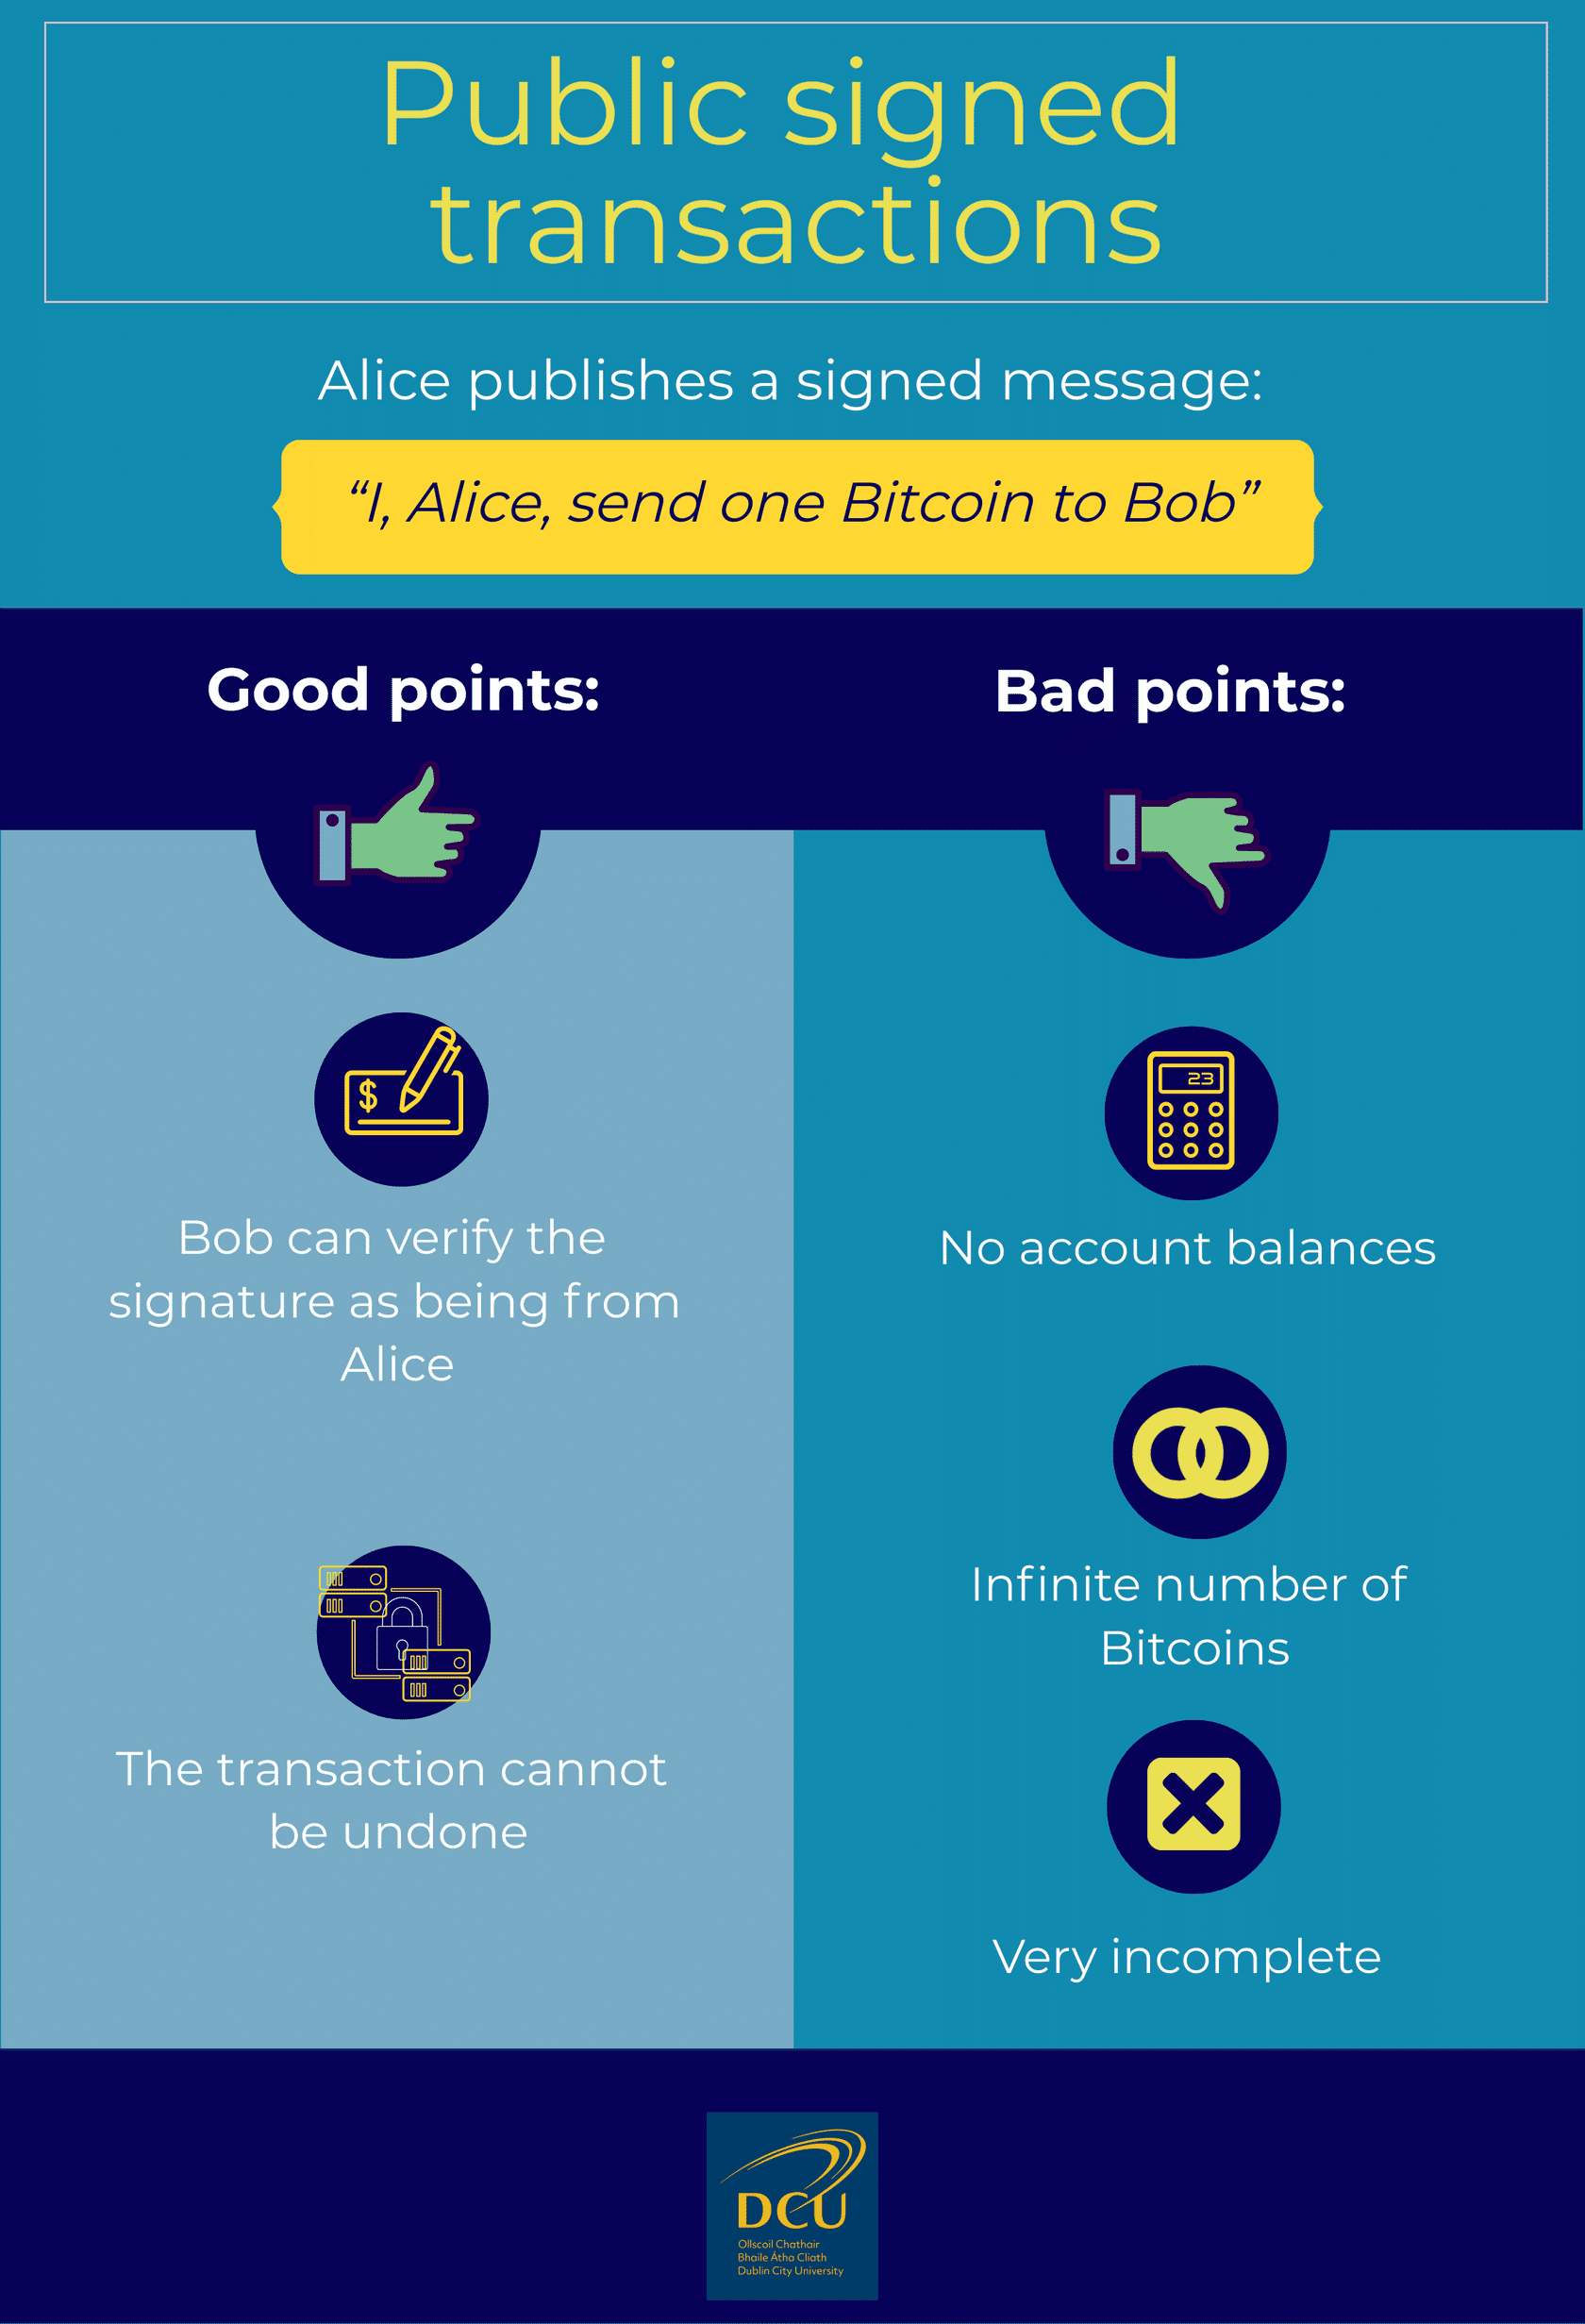 Public signed
transactions
Alice publishes a signed message:
“I, Alice, send one Bitcoin to Bob”
Good points:
Bad points:
$
Bob can verify the
signature as being from
Alice
The transaction cannot
be undone
23
No account balances
Infinite number of
Bitcoins
Very incomplete
DCU
Ollscoil Chathair
Bhaile Átha Cliath
Dublin City University